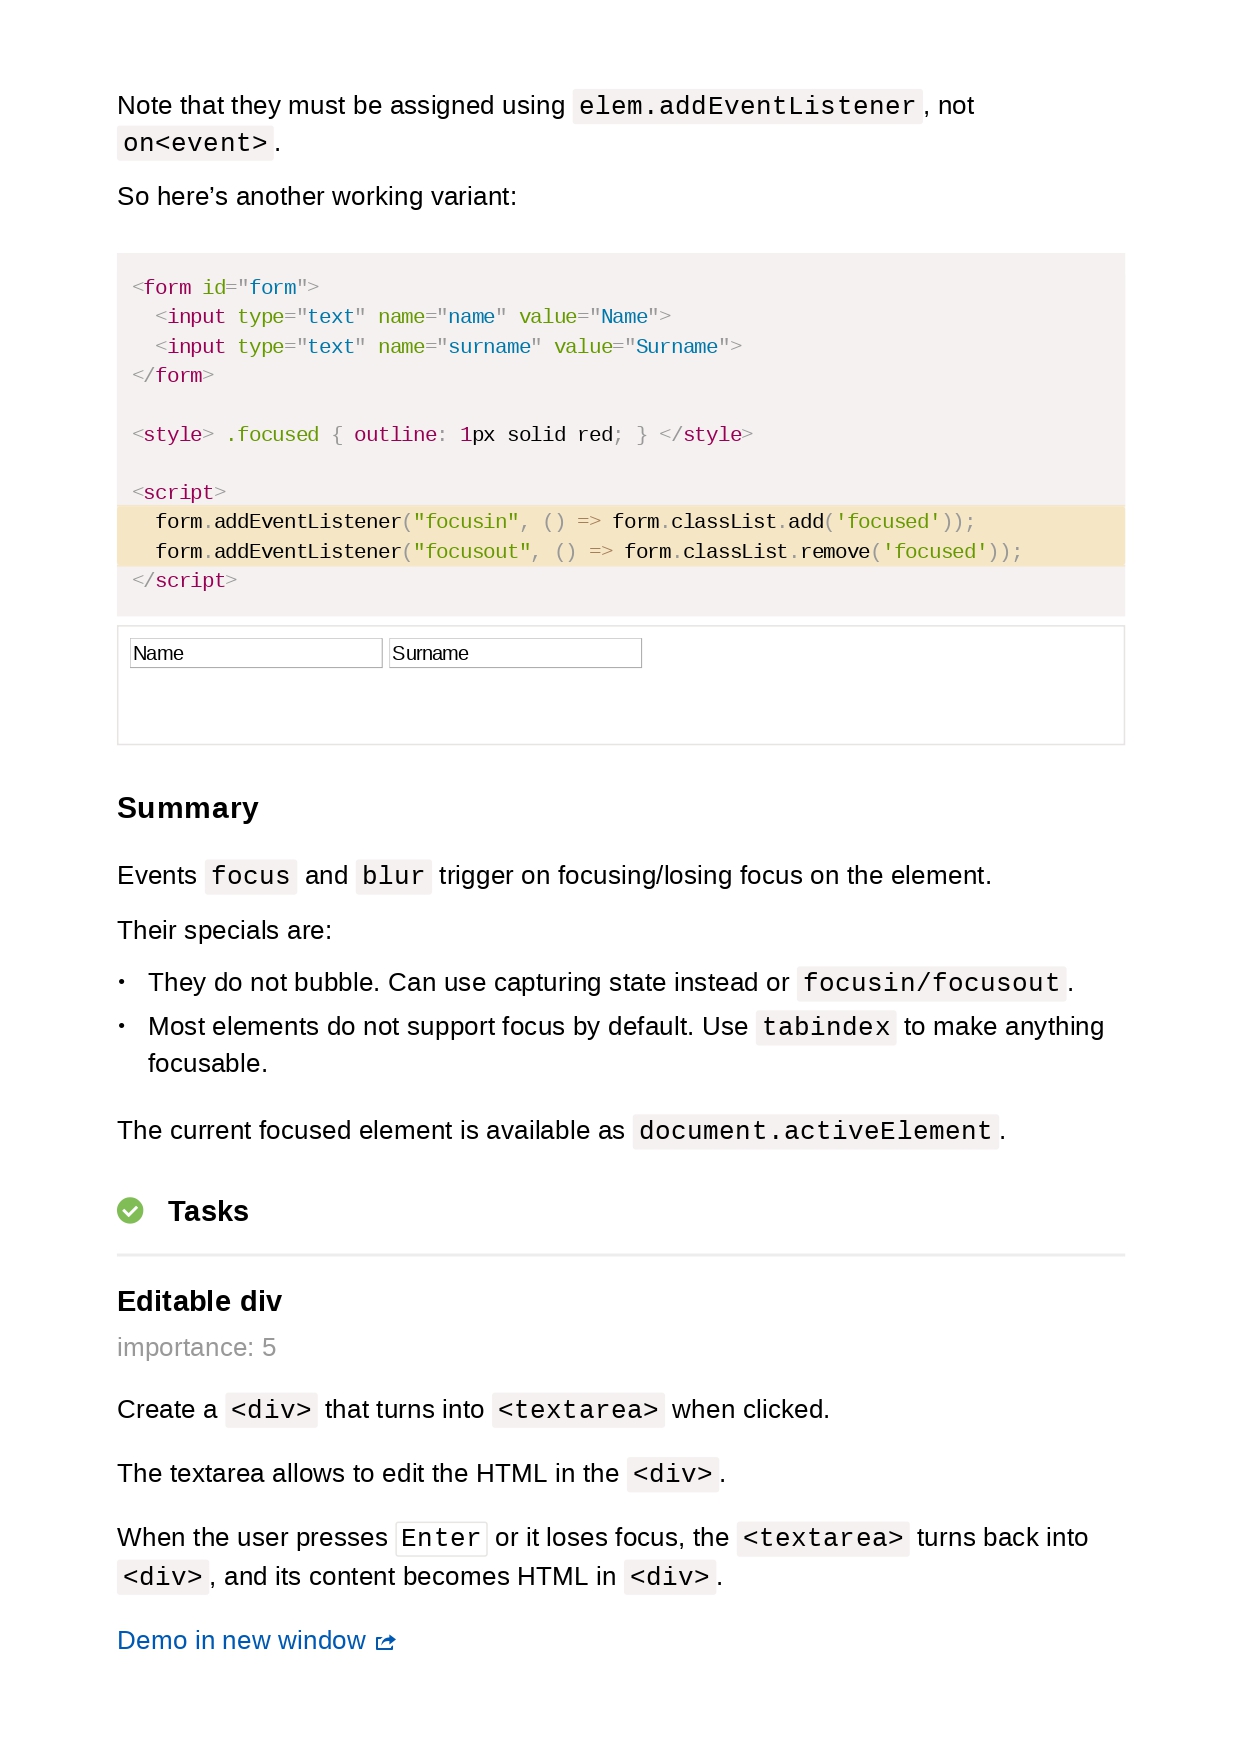 Note that they must be assigned using elem.addEventListener, not
on<event>.
So here’s another working variant:
<form id="form">
  <input type="text" name="name" value="Name">
  <input type="text" name="surname" value="Surname">
</form>
<style> .focused { outline: 1px solid red; } </style>
<script>
  form.addEventListener("focusin", () => form.classList.add('focused'));
  form.addEventListener("focusout", () => form.classList.remove('focused'));
</script>
Name Surname
Summary
Events focus and blur trigger on focusing/losing focus on the element.
Their specials are:
• They do not bubble. Can use capturing state instead or focusin/focusout.
• Most elements do not support focus by default. Use tabindex to make anything
focusable.
The current focused element is available as document.activeElement.
Tasks
Editable div
importance: 5
Create a <div> that turns into <textarea> when clicked.
The textarea allows to edit the HTML in the <div>.
When the user presses Enter or it loses focus, the <textarea> turns back into
<div>, and its content becomes HTML in <div>.
Demo in new window